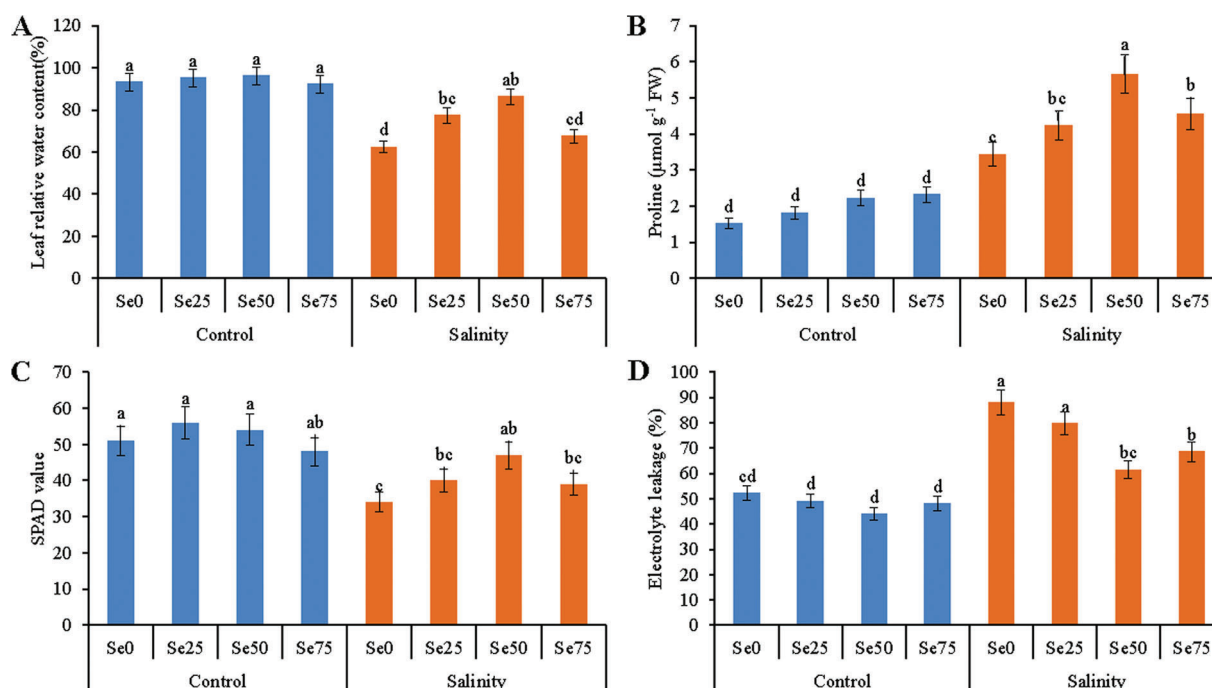 A
Leaf relative water content(%)
120
100
80
60
40
20
0
a a a a d bc ab cd
Se0 Se25 Se50 Se75 Se0 Se25 Se50 Se75
Control Salinity
B
Proline (μmol g⁻¹ FW)
7
6
5
4
3
2
1
0
d d d d c bc a b
Se0 Se25 Se50 Se75 Se0 Se25 Se50 Se75
Control Salinity
C
SPAD value
70
60
50
40
30
20
10
0
a a a ab c bc ab bc
Se0 Se25 Se50 Se75 Se0 Se25 Se50 Se75
Control Salinity
D
Electrolyte leakage (%)
100
90
80
70
60
50
40
30
20
10
0
cd d d d a a bc b
Se0 Se25 Se50 Se75 Se0 Se25 Se50 Se75
Control Salinity